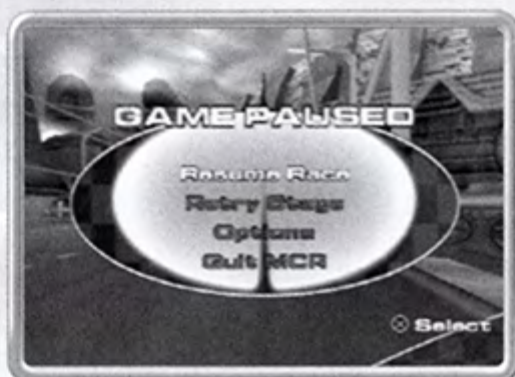 GAME PAUSED
Resume Race
Retry Stage
Options
Quit MCR
Select